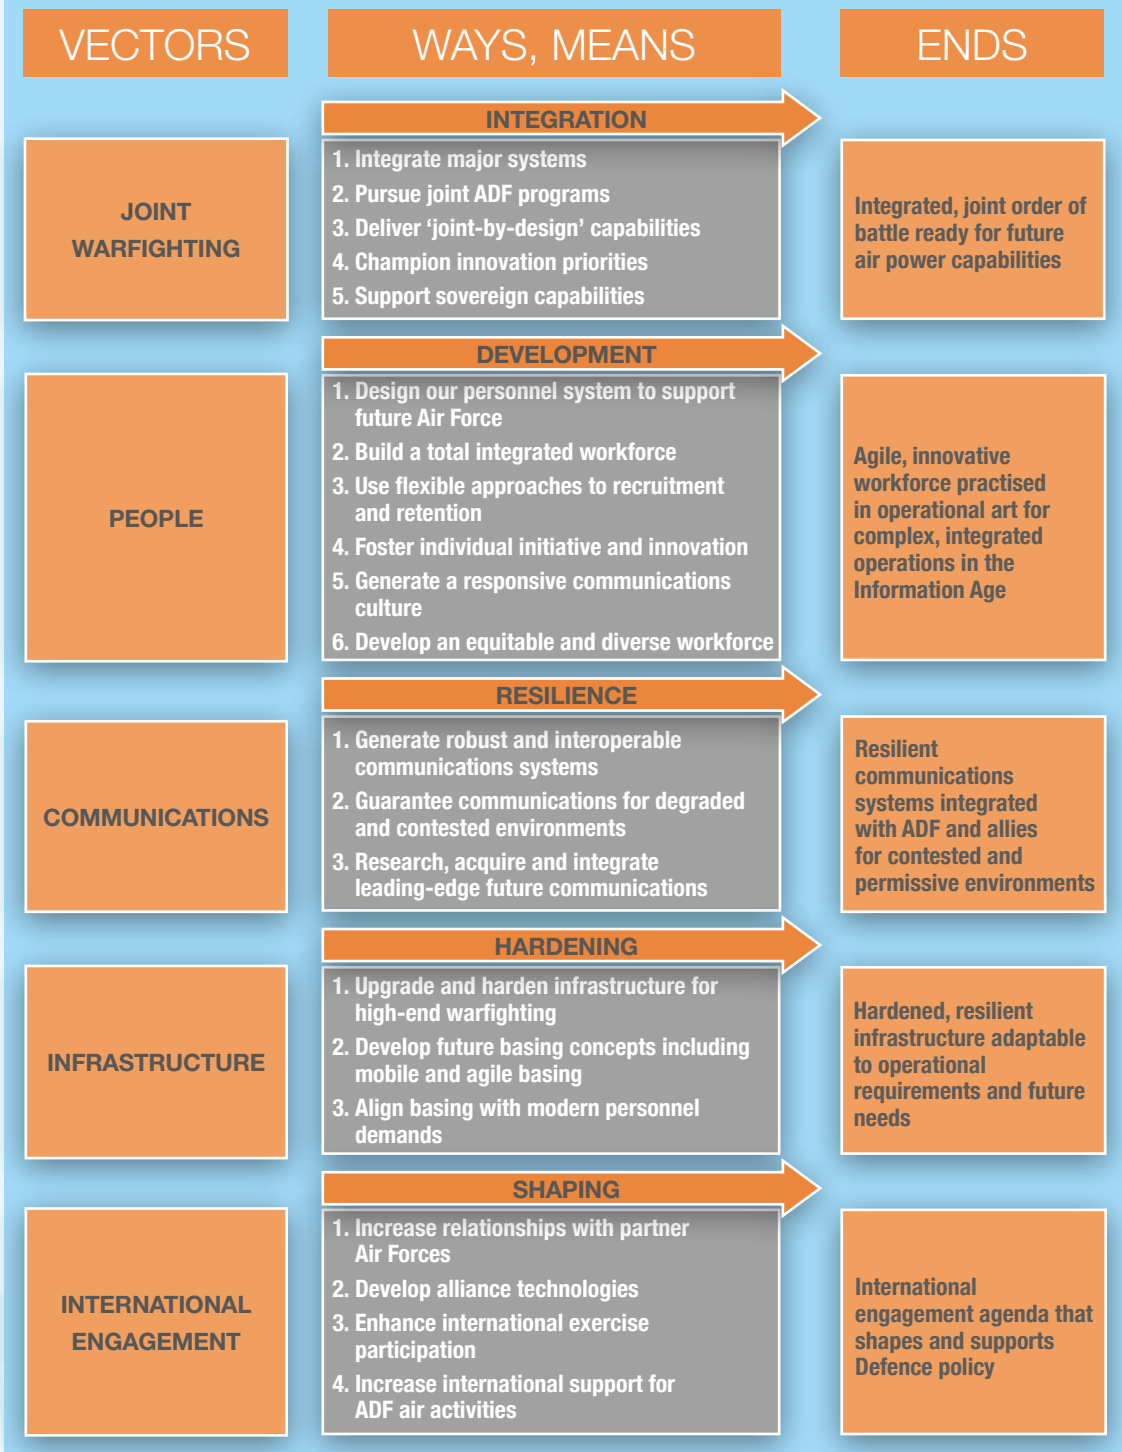 VECTORS
WAYS, MEANS
ENDS
JOINT
WARFIGHTING
INTEGRATION
1. Integrate major systems
2. Pursue joint ADF programs
3. Deliver ‘joint-by-design’ capabilities
4. Champion innovation priorities
5. Support sovereign capabilities
Integrated, joint order of
battle ready for future
air power capabilities
PEOPLE
DEVELOPMENT
1. Design our personnel system to support
future Air Force
2. Build a total integrated workforce
3. Use flexible approaches to recruitment
and retention
4. Foster individual initiative and innovation
5. Generate a responsive communications
culture
6. Develop an equitable and diverse workforce
Agile, innovative
workforce practised
in operational art for
complex, integrated
operations in the
Information Age
COMMUNICATIONS
RESILIENCE
1. Generate robust and interoperable
communications systems
2. Guarantee communications for degraded
and contested environments
3. Research, acquire and integrate
leading-edge future communications
Resilient
communications
systems integrated
with ADF and allies
for contested and
permissive environments
INFRASTRUCTURE
HARDENING
1. Upgrade and harden infrastructure for
high-end warfighting
2. Develop future basing concepts including
mobile and agile basing
3. Align basing with modern personnel
demands
Hardened, resilient
infrastructure adaptable
to operational
requirements and future
needs
INTERNATIONAL
ENGAGEMENT
SHAPING
1. Increase relationships with partner
Air Forces
2. Develop alliance technologies
3. Enhance international exercise
participation
4. Increase international support for
ADF air activities
International
engagement agenda that
shapes and supports
Defence policy